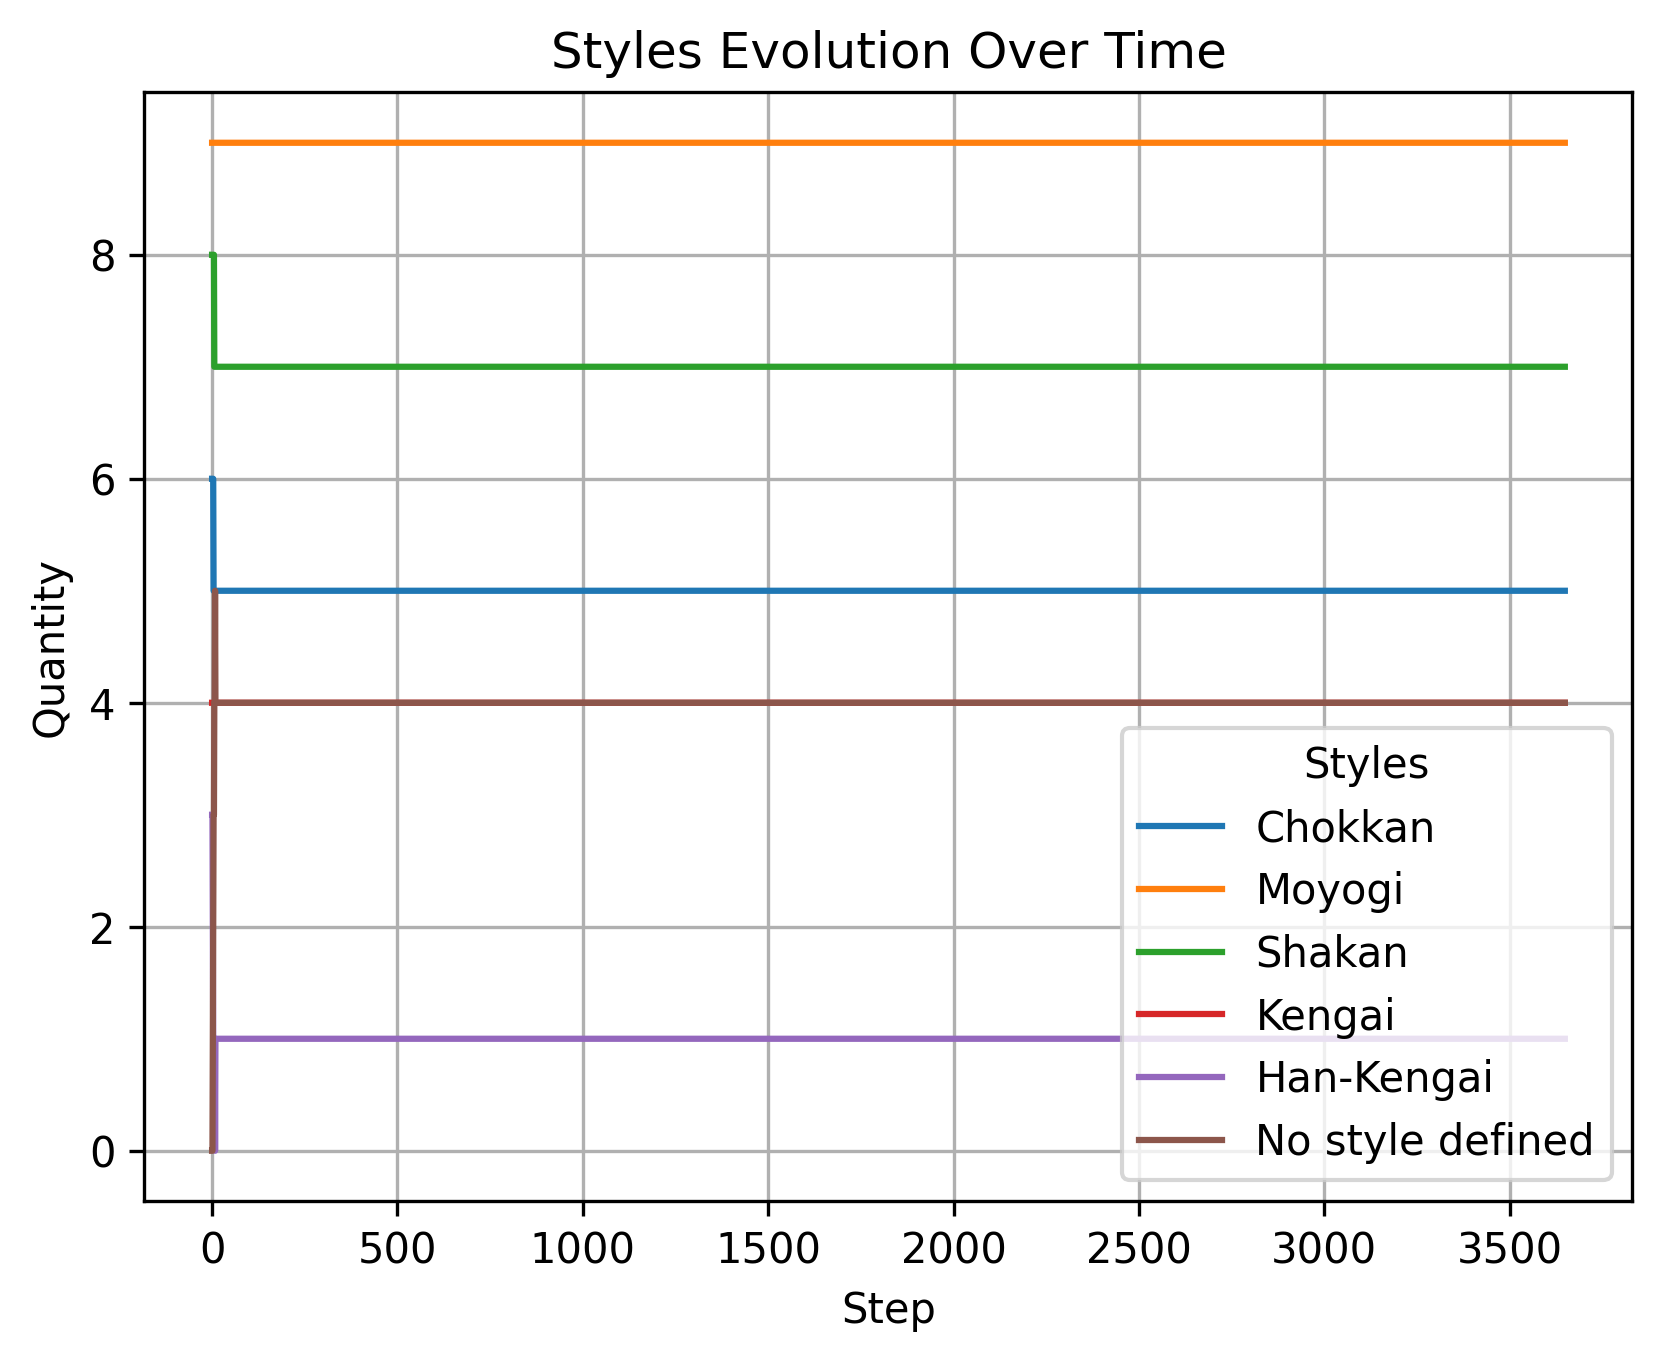 Styles Evolution Over Time
Quantity
8
6
4
2
0
Styles
Chokkan
Moyogi
Shakan
Kengai
Han-Kengai
No style defined
0 500 1000 1500 2000 2500 3000 3500
Step